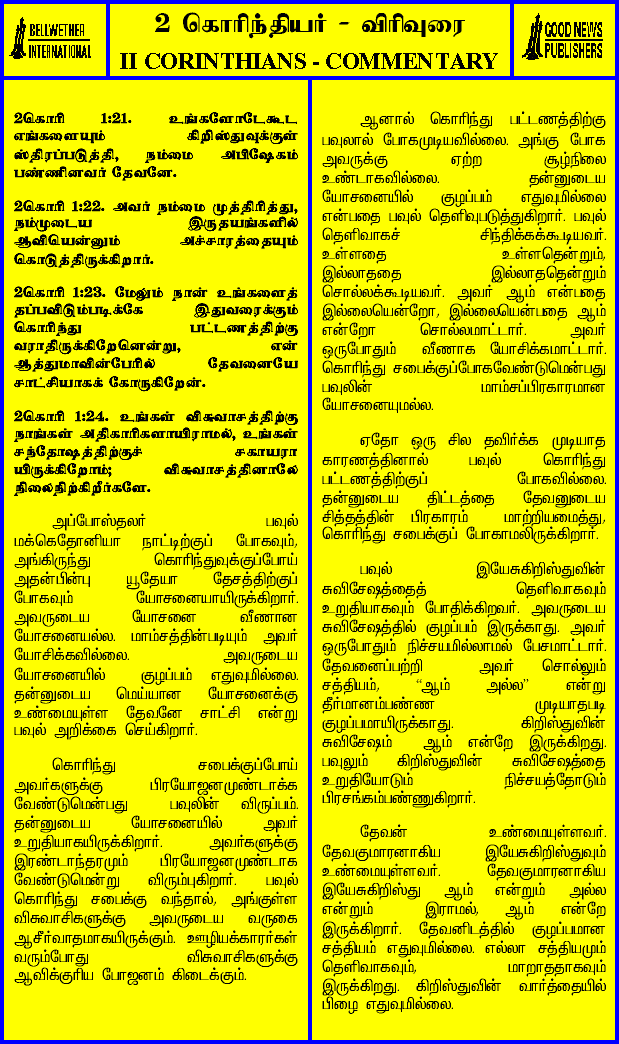 BELLWETHER
INTERNATIONAL
2 கொரிந்தியர் - விரிவுரை
II CORINTHIANS - COMMENTARY
GOOD NEWS
PUBLISHERS
2கொரி 1:21. உங்களோடேகூட
எங்களையும் கிறிஸ்துவுக்குள்
ஸ்திரப்படுத்தி, நம்மை அபிஷேகம்
பண்ணினவர் தேவனே.
2கொரி 1:22. அவர் நம்மை முத்திரித்து,
நம்முடைய இருதயங்களில்
ஆவியென்னும் அச்சாரத்தையும்
கொடுத்திருக்கிறார்.
2கொரி 1:23. மேலும் நான் உங்களைத்
தப்பவிடும்படிக்கே இதுவரைக்கும்
கொரிந்து பட்டணத்திற்கு
வராதிருக்கிறேனென்று, என்
ஆத்துமாவின்பேரில் தேவனையே
சாட்சியாகக் கோருகிறேன்.
2கொரி 1:24. உங்கள் விசுவாசத்திற்கு
நாங்கள் அதிகாரிகளாயிராமல், உங்கள்
சந்தோஷத்திற்குச் சகாயரா
யிருக்கிறோம்; விசுவாசத்தினாலே
நிலைநிற்கிறீர்களே.
அப்போஸ்தலர் பவுல்
மக்கெதோனியா நாட்டிற்குப் போகவும்,
அங்கிருந்து கொரிந்துவுக்குப்போய்
அதன்பின்பு யூதேயா தேசத்திற்குப்
போகவும் யோசனையாயிருக்கிறார்.
அவருடைய யோசனை வீணான
யோசனையல்ல. மாம்சத்தின்படியும் அவர்
யோசிக்கவில்லை. அவருடைய
யோசனையில் குழப்பம் எதுவுமில்லை.
தன்னுடைய மெய்யான யோசனைக்கு
உண்மையுள்ள தேவனே சாட்சி என்று
பவுல் அறிக்கை செய்கிறார்.
கொரிந்து சபைக்குப்போய்
அவர்களுக்கு பிரயோஜனமுண்டாக்க
வேண்டுமென்பது பவுலின் விருப்பம்.
தன்னுடைய யோசனையில் அவர்
உறுதியாகயிருக்கிறார். அவர்களுக்கு
இரண்டாந்தரமும் பிரயோஜனமுண்டாக
வேண்டுமென்று விரும்புகிறார். பவுல்
கொரிந்து சபைக்கு வந்தால், அங்குள்ள
விசுவாசிகளுக்கு அவருடைய வருகை
ஆசீர்வாதமாகயிருக்கும். ஊழியக்காரர்கள்
வரும்போது விசுவாசிகளுக்கு
ஆவிக்குரிய போஜனம் கிடைக்கும்.
ஆனால் கொரிந்து பட்டணத்திற்கு
பவுலால் போகமுடியவில்லை. அங்கு போக
அவருக்கு ஏற்ற சூழ்நிலை
உண்டாகவில்லை. தன்னுடைய
யோசனையில் குழப்பம் எதுவுமில்லை
என்பதை பவுல் தெளிவுபடுத்துகிறார். பவுல்
தெளிவாகச் சிந்திக்கக்கூடியவர்.
உள்ளதை உள்ளதென்றும்,
இல்லாததை இல்லாததென்றும்
சொல்லக்கூடியவர். அவர் ஆம் என்பதை
இல்லையென்றோ, இல்லையென்பதை ஆம்
என்றோ சொல்லமாட்டார். அவர்
ஒருபோதும் வீணாக யோசிக்கமாட்டார்.
கொரிந்து சபைக்குப்போகவேண்டுமென்பது
பவுலின் மாம்சப்பிரகாரமான
யோசனையுமல்ல.
ஏதோ ஒரு சில தவிர்க்க முடியாத
காரணத்தினால் பவுல் கொரிந்து
பட்டணத்திற்குப் போகவில்லை.
தன்னுடைய திட்டத்தை தேவனுடைய
சித்தத்தின் பிரகாரம் மாற்றியமைத்து,
கொரிந்து சபைக்குப் போகாமலிருக்கிறார்.
பவுல் இயேசுகிறிஸ்துவின்
சுவிசேஷத்தைத் தெளிவாகவும்
உறுதியாகவும் போதிக்கிறவர். அவருடைய
சுவிசேஷத்தில் குழப்பம் இருக்காது. அவர்
ஒருபோதும் நிச்சயமில்லாமல் பேசமாட்டார்.
தேவனைப்பற்றி அவர் சொல்லும்
சத்தியம், “ஆம் அல்ல” என்று
தீர்மானம்பண்ண முடியாதபடி
குழப்பமாயிருக்காது. கிறிஸ்துவின்
சுவிசேஷம் ஆம் என்றே இருக்கிறது.
பவுலும் கிறிஸ்துவின் சுவிசேஷத்தை
உறுதியோடும் நிச்சயத்தோடும்
பிரசங்கம்பண்ணுகிறார்.
தேவன் உண்மையுள்ளவர்.
தேவகுமாரனாகிய இயேசுகிறிஸ்துவும்
உண்மையுள்ளவர். தேவகுமாரனாகிய
இயேசுகிறிஸ்து ஆம் என்றும் அல்ல
என்றும் இராமல், ஆம் என்றே
இருக்கிறார். தேவனிடத்தில் குழப்பமான
சத்தியம் எதுவுமில்லை. எல்லா சத்தியமும்
தெளிவாகவும், மாறாததாகவும்
இருக்கிறது. கிறிஸ்துவின் வார்த்தையில்
பிழை எதுவுமில்லை.